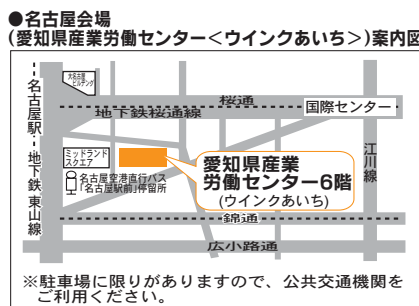 ●名古屋会場
(愛知県産業労働センター<ウインクあいち>)案内図
大名古屋
ビルヂング
桜通
地下鉄桜通線
国際センター
名古屋駅
地下鉄 東山線
ミッドランド
スクエア
名古屋空港直行バス
「名古屋駅前」停留所
愛知県産業
労働センター6階
(ウインクあいち)
江川線
錦通
広小路通
※駐車場に限りがありますので、公共交通機関を
ご利用ください。